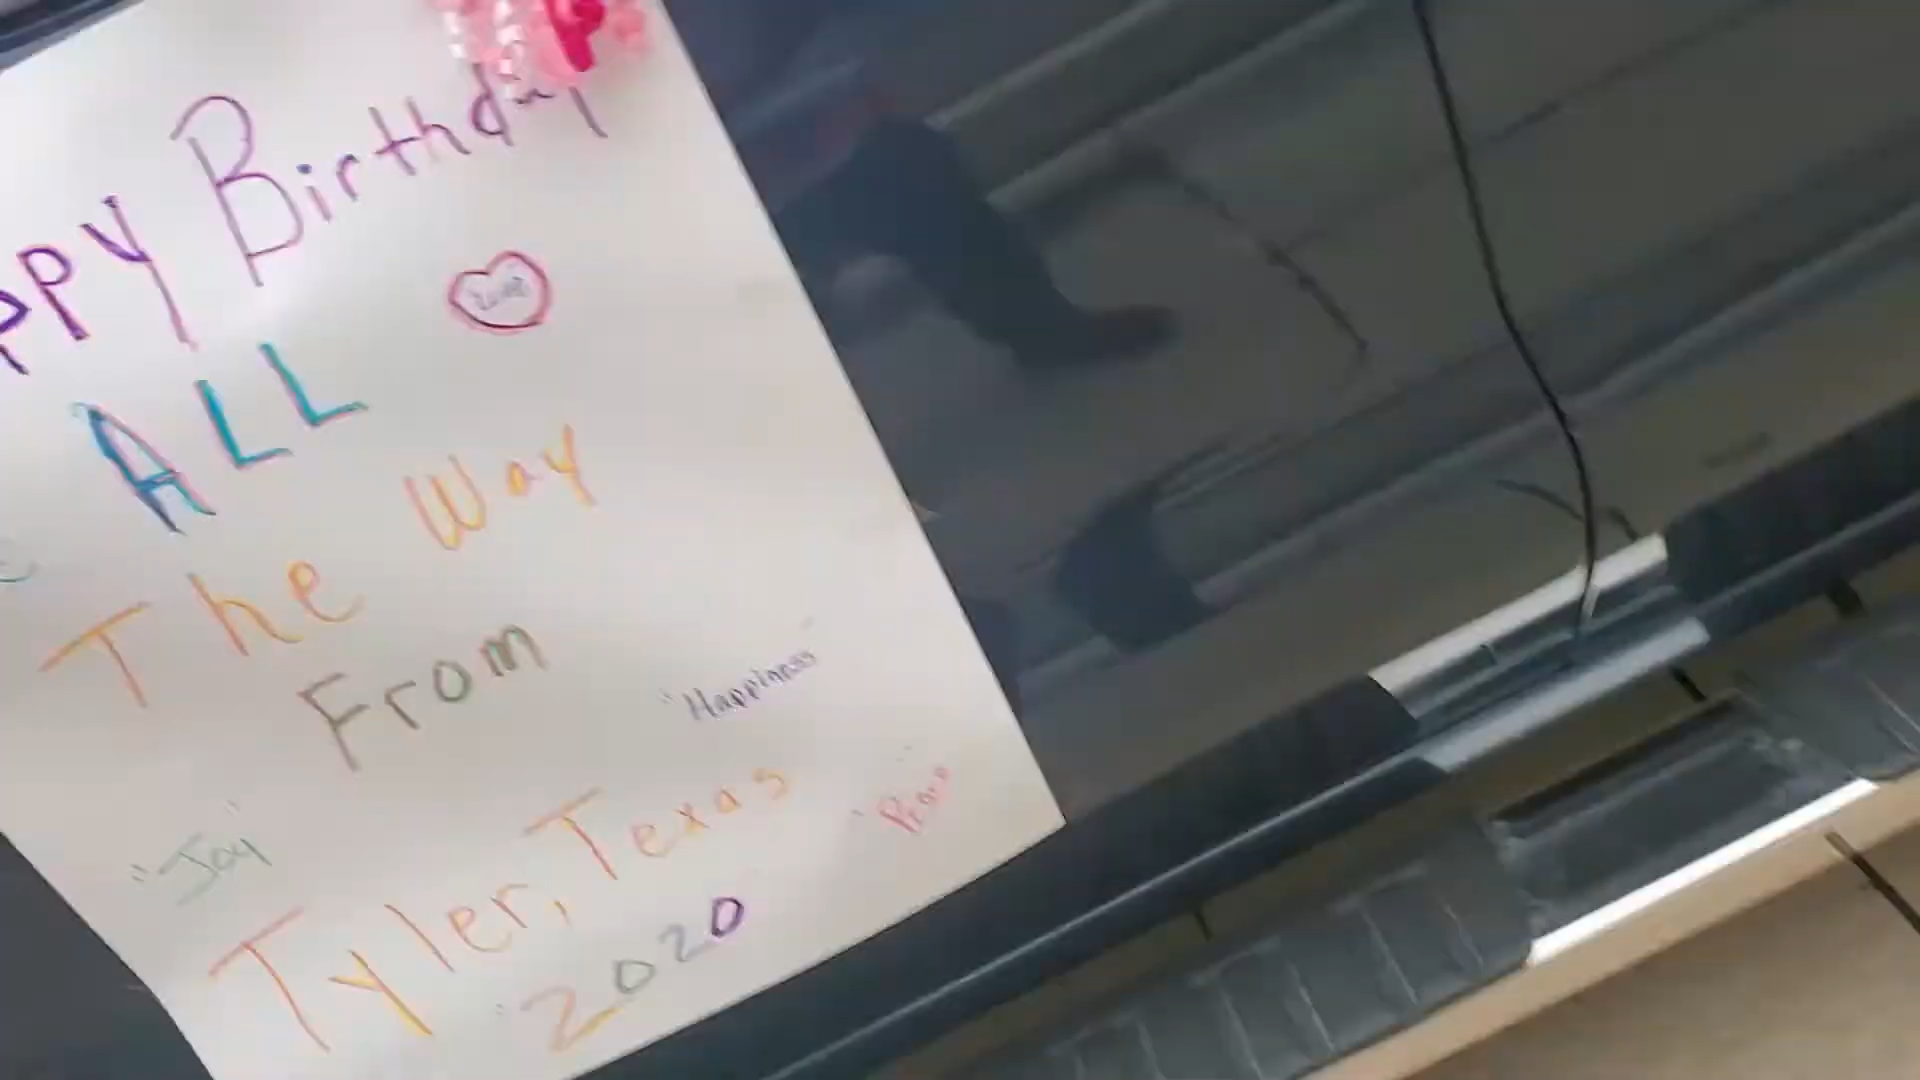 ppy Birthday
ALL
The Way
From
"Happiness"
"Joy"
Tyler, Texas
"2020